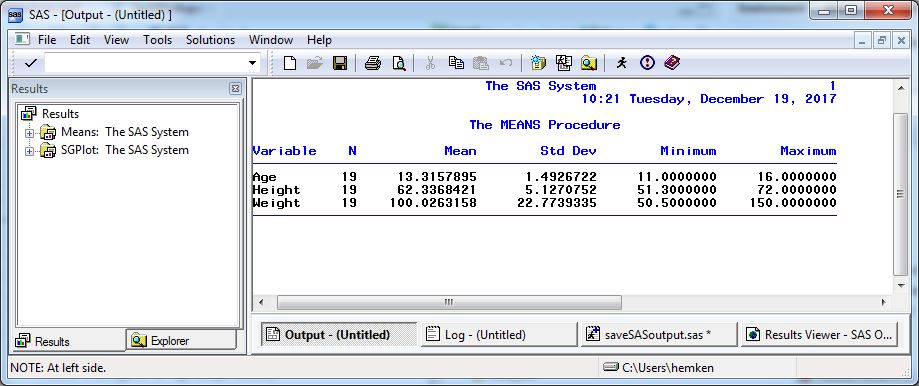 SAS - [Output - (Untitled) ]
File Edit View Tools Solutions Window Help
Results
Results
Means: The SAS System
SGPlot: The SAS System
The SAS System 1
10:21 Tuesday, December 19, 2017
The MEANS Procedure
Variable N Mean Std Dev Minimum Maximum
Age 19 13.3157895 1.4926722 11.0000000 16.0000000
Height 19 62.3368421 5.1270752 51.3000000 72.0000000
Weight 19 100.0263158 22.7739335 50.5000000 150.0000000
Results Explorer
Output - (Untitled) Log - (Untitled) saveSASoutput.sas * Results Viewer - SAS O...
NOTE: At left side. C:\Users\hemken